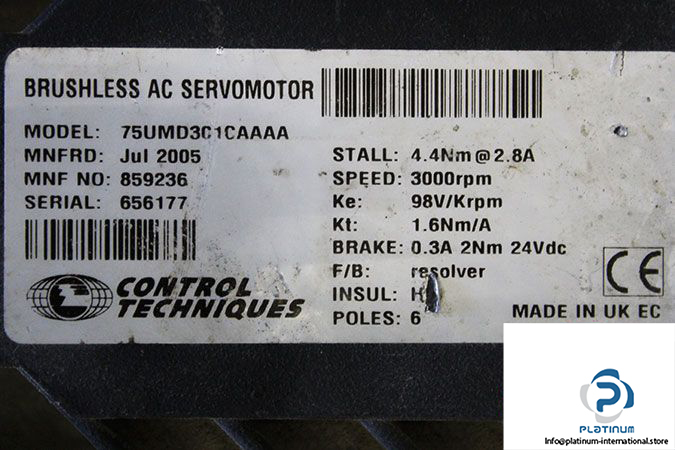 BRUSHLESS AC SERVOMOTOR
MODEL: 75UMD301CAAAA
MNFRD: Jul 2005
MNF NO: 859236
SERIAL: 656177
CONTROL
TECHNIQUES
STALL: 4.4Nm@2.8A
SPEED: 3000rpm
Ke: 98V/Krpm
Kt: 1.6Nm/A
BRAKE: 0.3A 2Nm 24Vdc
F/B: resolver
INSUL: H
POLES: 6
CE
MADE IN UK EC
PLATINUM
Info@platinum-international.store